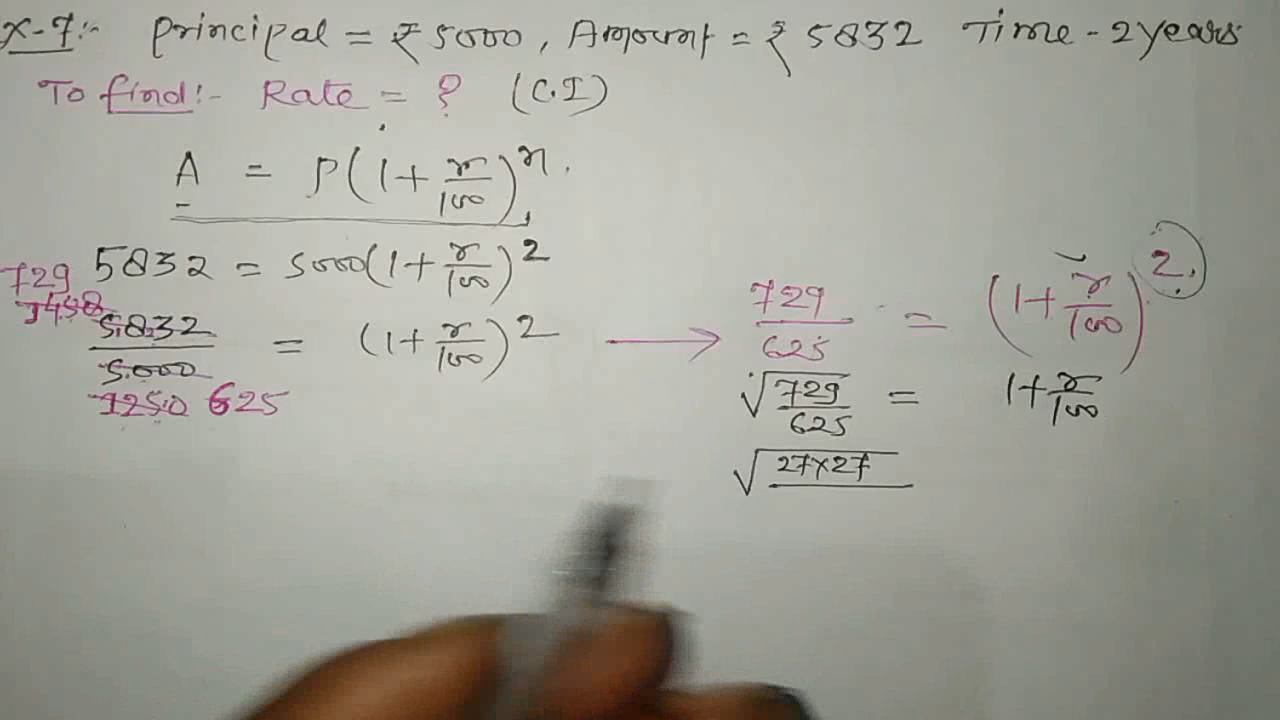 x-7:- Principal = ₹ 5000, Amount = ₹ 5832 Time - 2 years
To find:- Rate = ? (C.I)
A = P(1+r/100)^n.
5832 = 5000(1+r/100)^2
729
1458
5832/5000 = (1+r/100)^2 →
1250 625
729/625 = (1+r/100)^2.
√729/625 = 1+r/100
√27×27